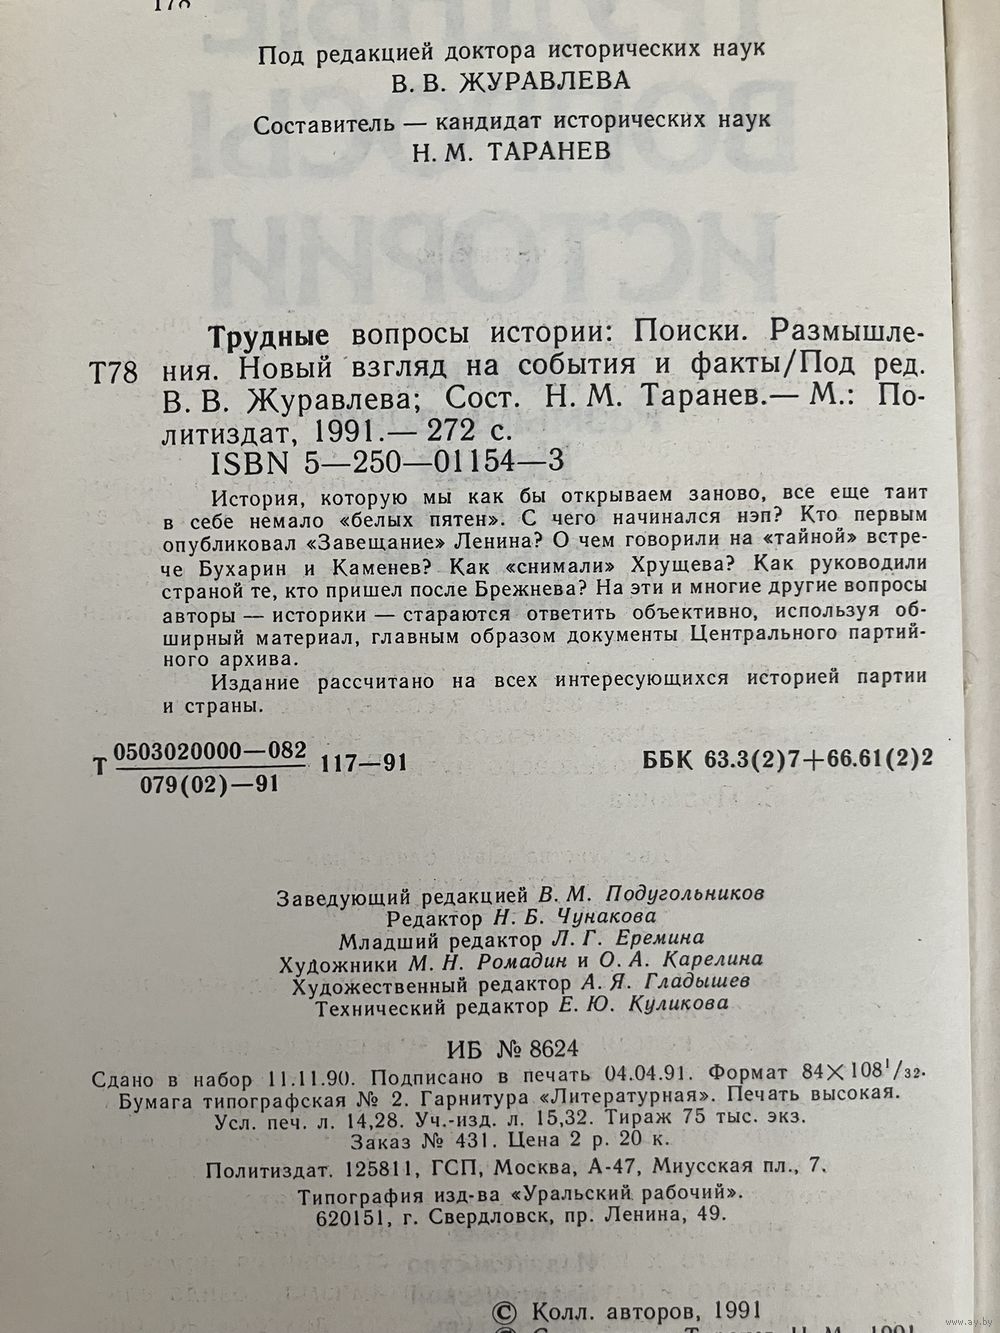 Т78
Под редакцией доктора исторических наук
В. В. ЖУРАВЛЕВА
Составитель — кандидат исторических наук
Н. М. ТАРАНЕВ
Трудные вопросы истории: Поиски. Размышле-
Т78 ния. Новый взгляд на события и факты/Под ред.
В. В. Журавлева; Сост. Н. М. Таранев.— М.: По-
литиздат, 1991.— 272 с.
ISBN 5—250—01154—3
История, которую мы как бы открываем заново, все еще таит
в себе немало «белых пятен». С чего начинался нэп? Кто первым
опубликовал «Завещание» Ленина? О чем говорили на «тайной» встре-
че Бухарин и Каменев? Как «снимали» Хрущева? Как руководили
страной те, кто пришел после Брежнева? На эти и многие другие вопросы
авторы — историки — стараются ответить объективно, используя об-
ширный материал, главным образом документы Центрального партий-
ного архива.
Издание рассчитано на всех интересующихся историей партии
и страны.
Т 0503020000—082
079(02)—91
117—91
ББК 63.3(2)7+66.61(2)2
Заведующий редакцией В. М. Подугольников
Редактор Н. Б. Чунакова
Младший редактор Л. Г. Еремина
Художники М. Н. Ромадин и О. А. Карелина
Художественный редактор А. Я. Гладышев
Технический редактор Е. Ю. Куликова
ИБ № 8624
Сдано в набор 11.11.90. Подписано в печать 04.04.91. Формат 84×108¹/₃₂.
Бумага типографская № 2. Гарнитура «Литературная». Печать высокая.
Усл. печ. л. 14,28. Уч.-изд. л. 15,32. Тираж 75 тыс. экз.
Заказ № 431. Цена 2 р. 20 к.
Политиздат. 125811, ГСП, Москва, А-47, Миусская пл., 7.
Типография изд-ва «Уральский рабочий».
620151, г. Свердловск, пр. Ленина, 49.
© Колл. авторов, 1991
www.ay.by